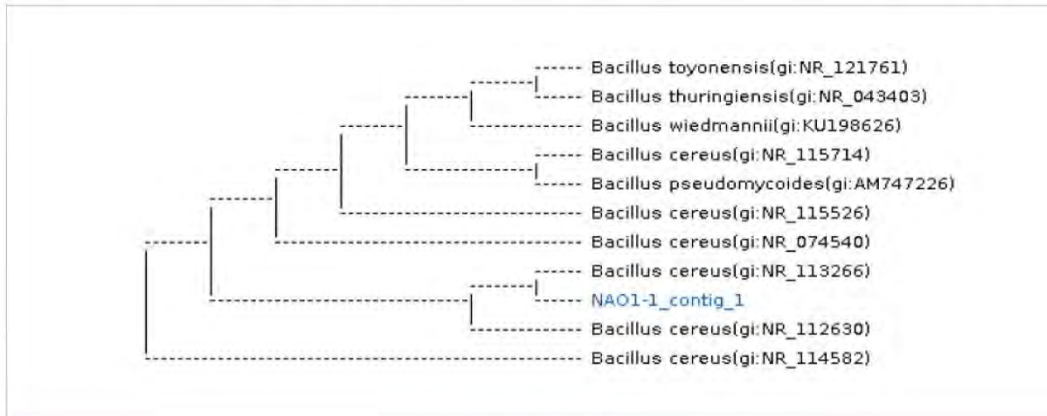 Bacillus toyonensis(gi:NR_121761)
Bacillus thuringiensis(gi:NR_043403)
Bacillus wiedmannii(gi:KU198626)
Bacillus cereus(gi:NR_115714)
Bacillus pseudomycoides(gi:AM747226)
Bacillus cereus(gi:NR_115526)
Bacillus cereus(gi:NR_074540)
Bacillus cereus(gi:NR_113266)
NAO1-1_contig_1
Bacillus cereus(gi:NR_112630)
Bacillus cereus(gi:NR_114582)